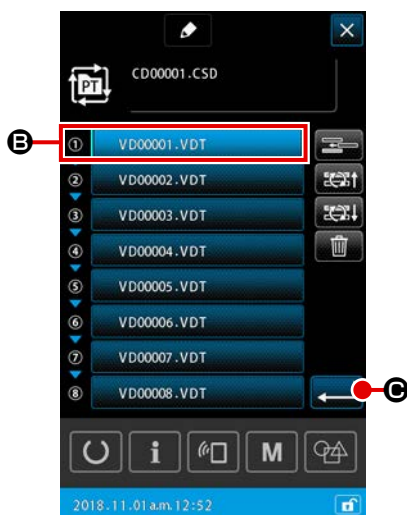 PT
CD00001.CSD
B
① VD00001.VDT
② VD00002.VDT
③ VD00003.VDT
④ VD00004.VDT
⑤ VD00005.VDT
⑥ VD00006.VDT
⑦ VD00007.VDT
⑧ VD00008.VDT
C
i M
2018.11.01 a.m. 12:52